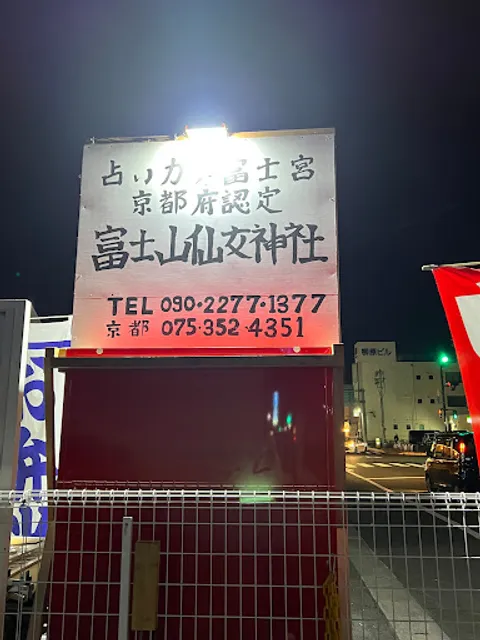 占い 富士宮
京都府認定
富士山仙女神社
TEL 090・2277・1377
京都 075・352・4351